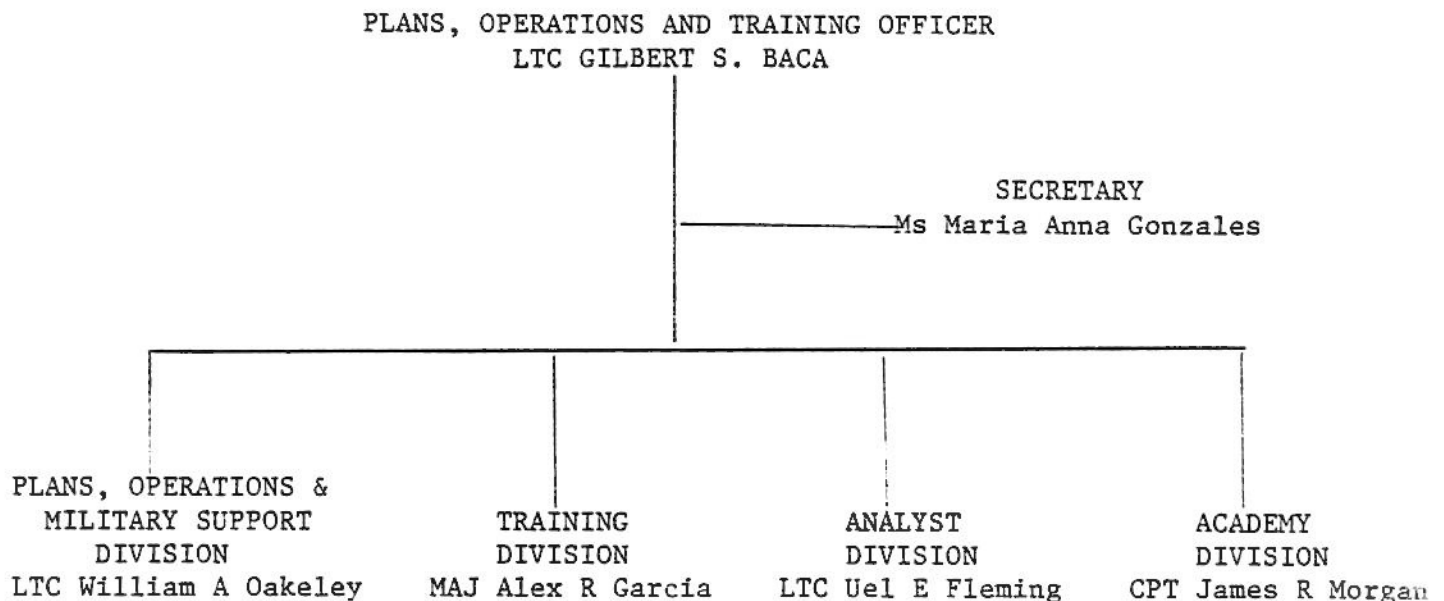 PLANS, OPERATIONS AND TRAINING OFFICER
LTC GILBERT S. BACA
SECRETARY
Ms Maria Anna Gonzales
PLANS, OPERATIONS &
MILITARY SUPPORT
DIVISION
LTC William A Oakeley
TRAINING
DIVISION
MAJ Alex R Garcia
ANALYST
DIVISION
LTC Uel E Fleming
ACADEMY
DIVISION
CPT James R Morgan